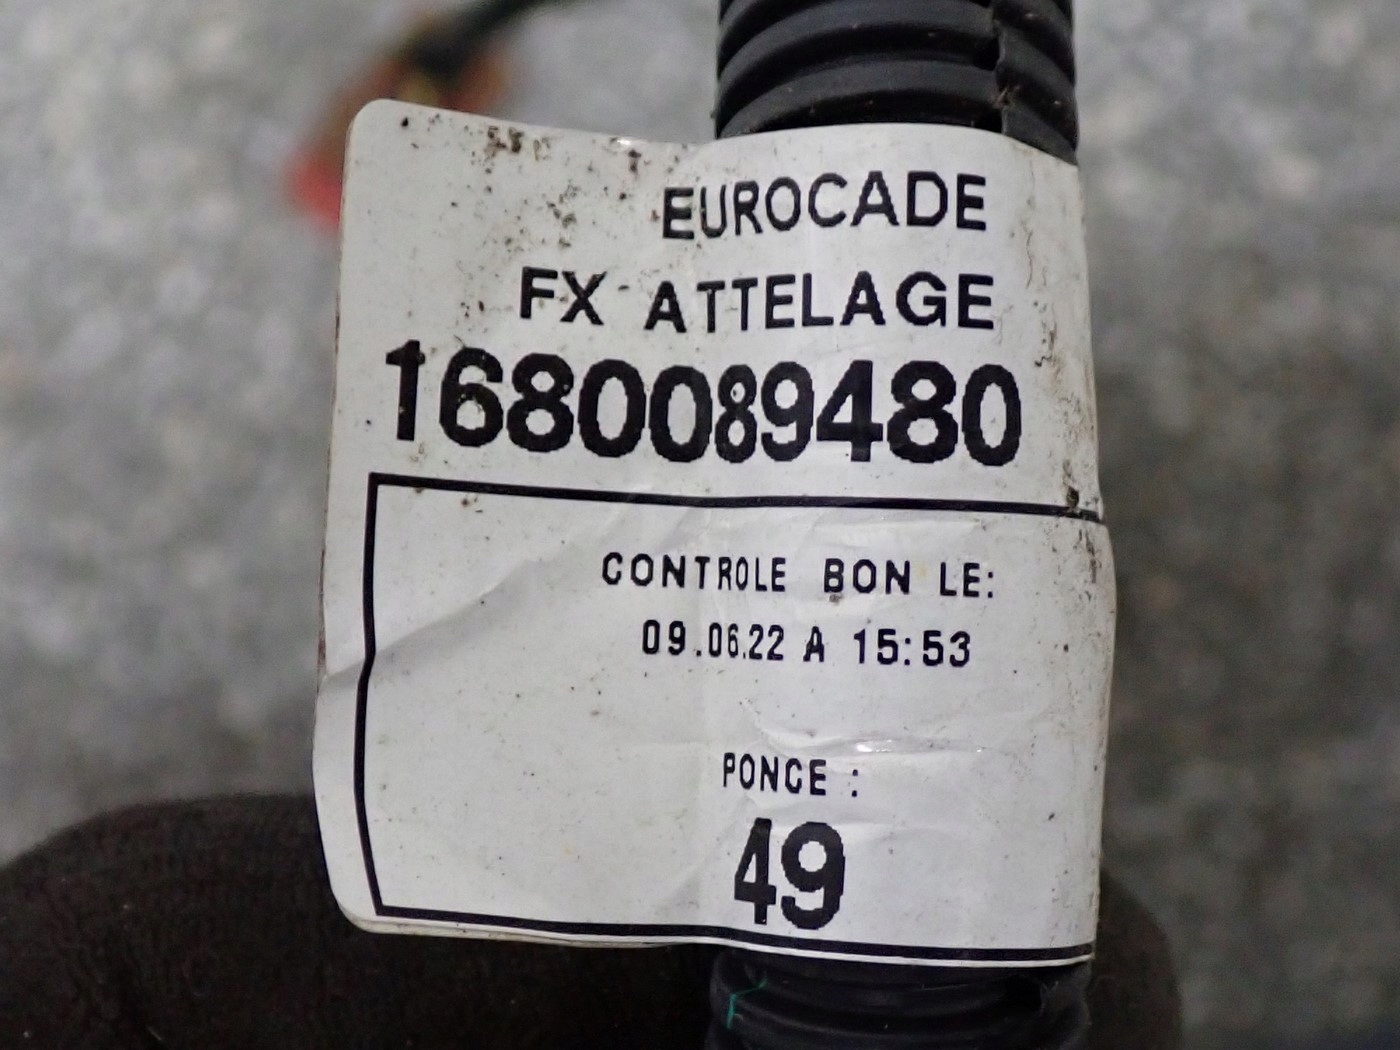 EUROCADE
FX ATTELAGE
1680089480
CONTROLE BON LE:
09.06.22 A 15:53
PONCE :
49